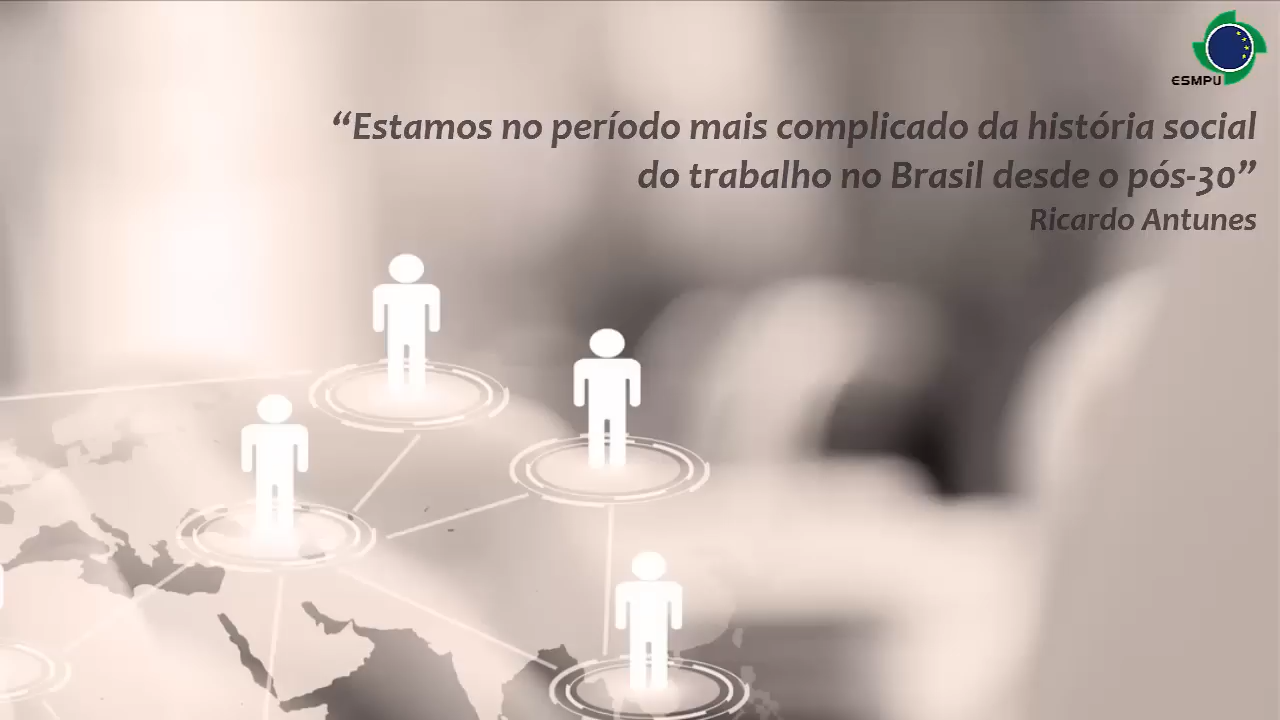 ESMPU
“Estamos no período mais complicado da história social
do trabalho no Brasil desde o pós-30”
Ricardo Antunes